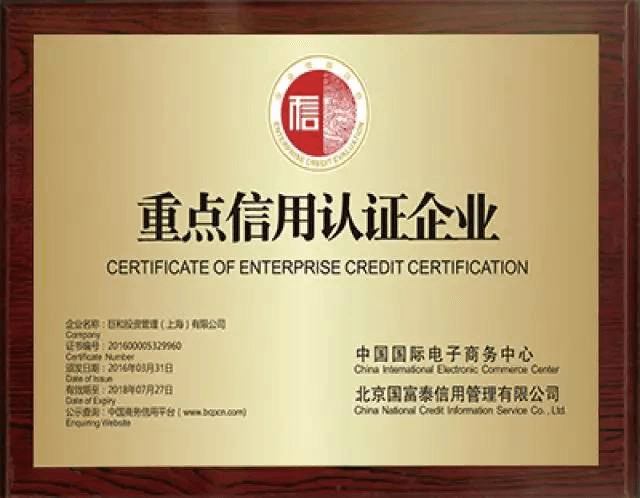 企业信用评价
信
ENTERPRISE CREDIT EVALUATION
重点信用认证企业
CERTIFICATE OF ENTERPRISE CREDIT CERTIFICATION
企业名称：巨和投资管理（上海）有限公司
Company
证书编号：201600005329960
Certificate Number
颁发日期：2016年03月31日
Date of Issue
有效期至：2018年07月27日
Date of Expiry
公示查询：中国商务信用平台（www.bcpcn.com)
Enquiring Website
中国国际电子商务中心
China International Electronic Commerce Center
北京国富泰信用管理有限公司
China National Credit Information Service Co., Ltd.